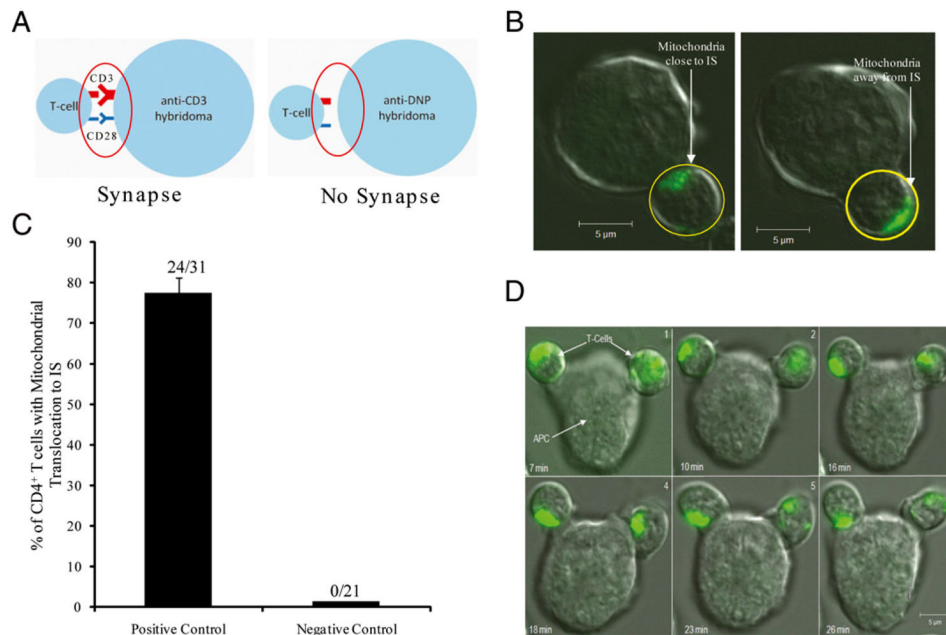 A
CD3
T-cell
CD28
anti-CD3
hybridoma
Synapse
T-cell
anti-DNP
hybridoma
No Synapse
B
Mitochondria
close to IS
5 μm
Mitochondria
away from IS
5 μm
C
% of CD4+ T cells with Mitochondrial
Translocation to IS
90
80
70
60
50
40
30
20
10
0
24/31
0/21
Positive Control
Negative Control
D
T-Cells
APC
1
7 min
2
10 min
16 min
4
18 min
5
23 min
26 min
5 μm